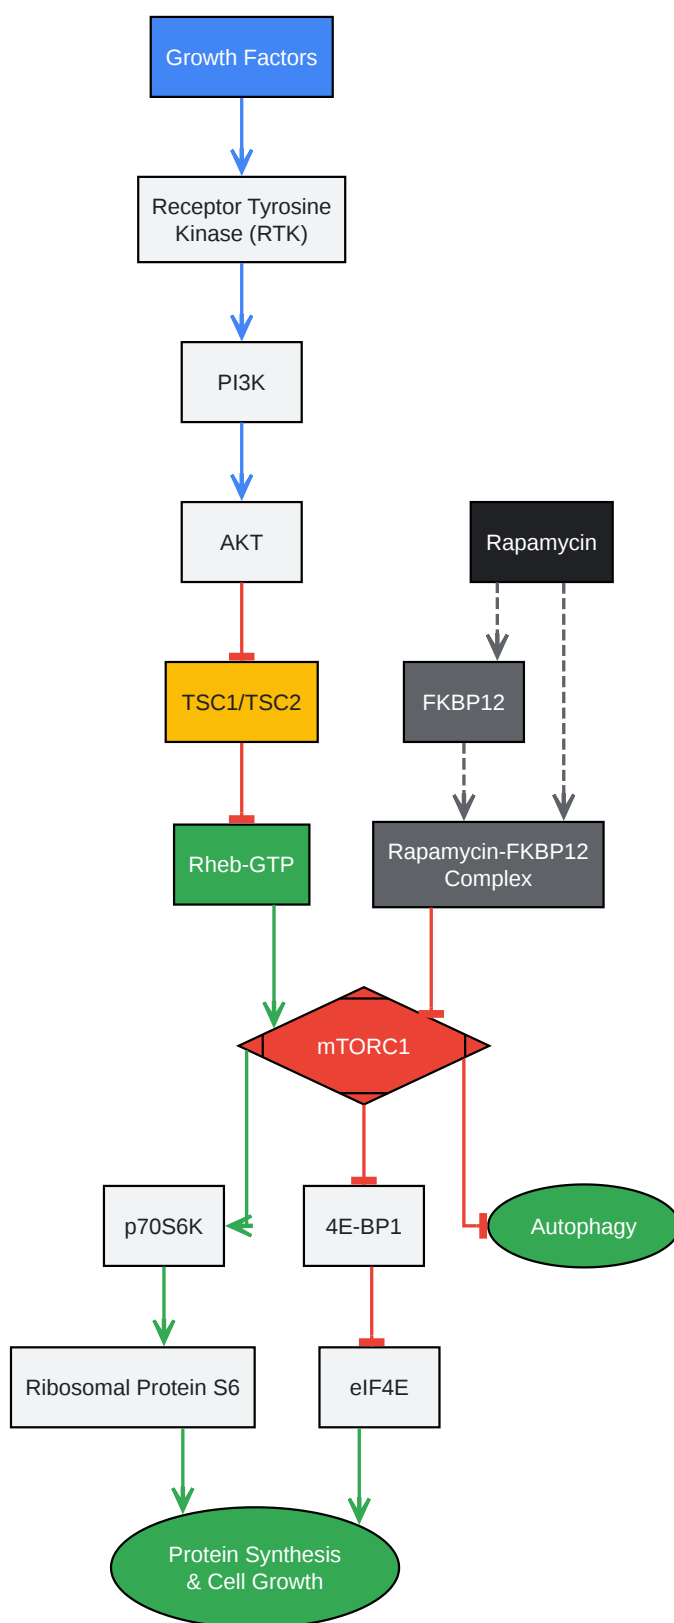 Growth Factors
Receptor Tyrosine
Kinase (RTK)
PI3K
AKT
Rapamycin
TSC1/TSC2
FKBP12
Rheb-GTP
Rapamycin-FKBP12
Complex
mTORC1
p70S6K
4E-BP1
Autophagy
Ribosomal Protein S6
eIF4E
Protein Synthesis
& Cell Growth